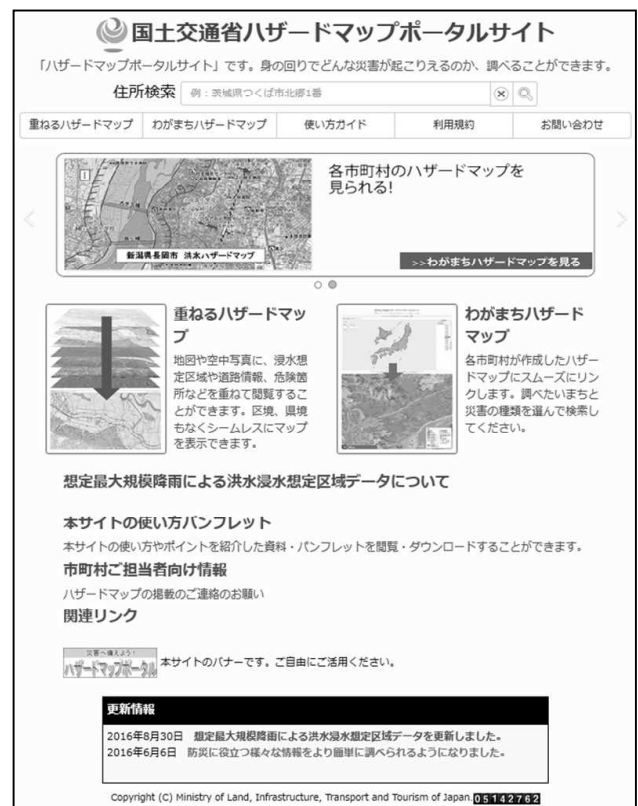 国土交通省ハザードマップポータルサイト
「ハザードマップポータルサイト」です。身の回りでどんな災害が起こりえるのか、調べることができます。
住所検索 例:茨城県つくば市北郷1番
重ねるハザードマップ わがまちハザードマップ 使い方ガイド 利用規約 お問い合わせ
各市町村のハザードマップを
見られる!
新潟県長岡市 洪水ハザードマップ
>>わがまちハザードマップを見る
重ねるハザードマッ
プ
地図や空中写真に、浸水想
定区域や道路情報、危険箇
所などを重ねて閲覧するこ
とができます。区境、県境
もなくシームレスにマップ
を表示できます。
わがまちハザード
マップ
各市町村が作成したハザー
ドマップにスムーズにリン
クします。調べたいまちと
災害の種類を選んで検索し
てください。
想定最大規模降雨による洪水浸水想定区域データについて
本サイトの使い方パンフレット
本サイトの使い方やポイントを紹介した資料・パンフレットを閲覧・ダウンロードすることができます。
市町村ご担当者向け情報
ハザードマップの掲載のご連絡のお願い
関連リンク
災害へ備えよう!
ハザードマップポータル 本サイトのバナーです。ご自由にご活用ください。
更新情報
2016年8月30日 想定最大規模降雨による洪水浸水想定区域データを更新しました。
2016年6月6日 防災に役立つ様々な情報をより簡単に調べられるようになりました。
Copyright (C) Ministry of Land, Infrastructure, Transport and Tourism of Japan. 05142762